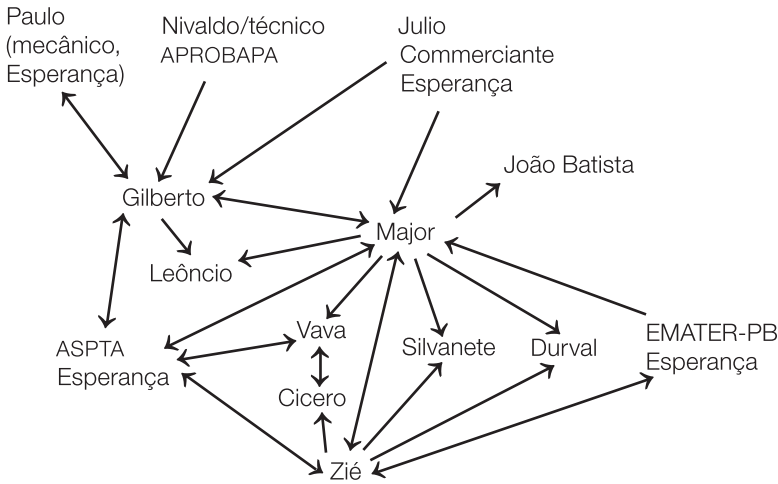 Paulo
(mecânico,
Esperança)
Nivaldo/técnico
APROBAPA
Julio
Commerciante
Esperança
João Batista
Gilberto
Major
Leôncio
Vava
Silvanete
Durval
EMATER-PB
Esperança
ASPTA
Esperança
Cicero
Zié